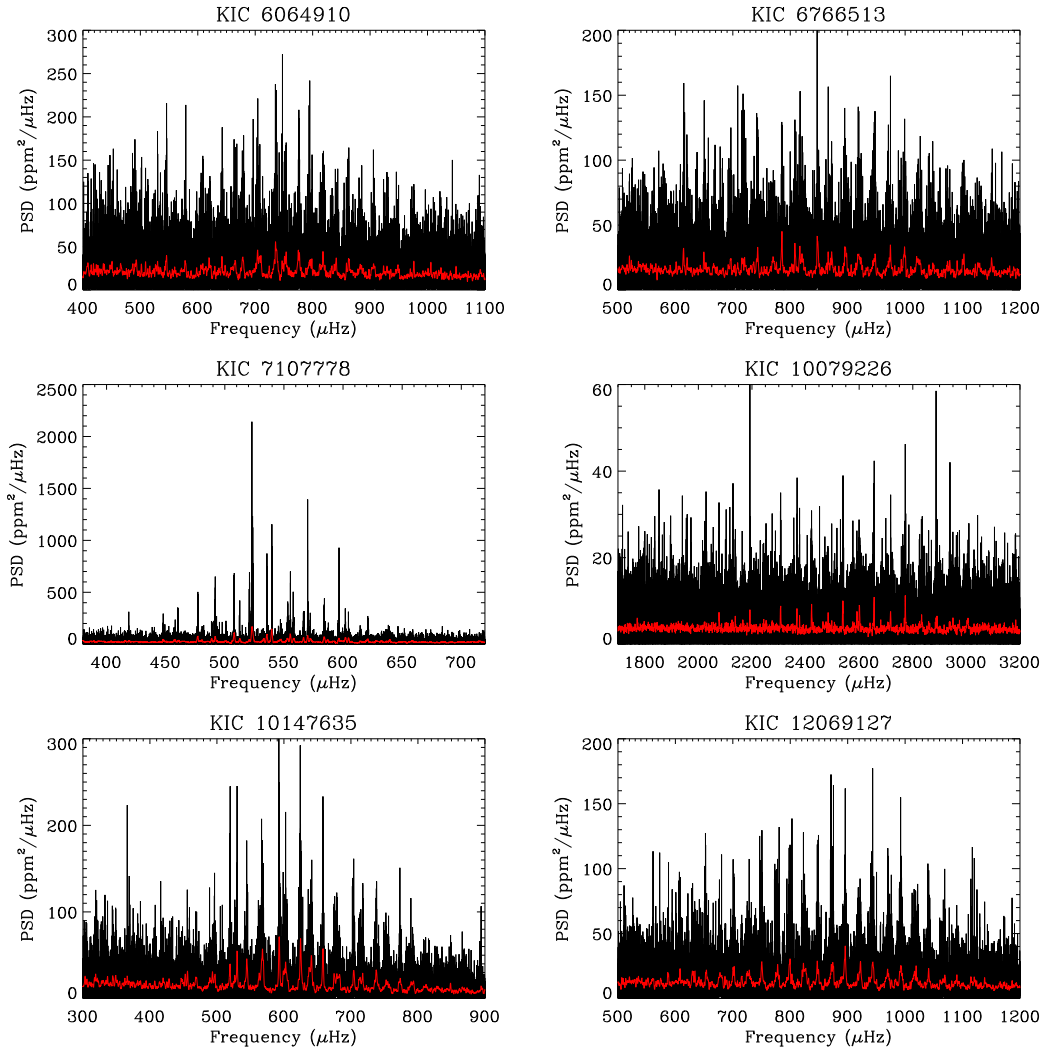 KIC 6064910
KIC 6766513
300
250
200
150
100
50
0
PSD (ppm²/μHz)
400 500 600 700 800 900 1000 1100
Frequency (μHz)
200
150
100
50
0
PSD (ppm²/μHz)
500 600 700 800 900 1000 1100 1200
Frequency (μHz)
KIC 7107778
KIC 10079226
2500
2000
1500
1000
500
0
PSD (ppm²/μHz)
400 450 500 550 600 650 700
Frequency (μHz)
60
40
20
0
PSD (ppm²/μHz)
1800 2000 2200 2400 2600 2800 3000 3200
Frequency (μHz)
KIC 10147635
KIC 12069127
300
200
100
0
PSD (ppm²/μHz)
300 400 500 600 700 800 900
Frequency (μHz)
200
150
100
50
0
PSD (ppm²/μHz)
500 600 700 800 900 1000 1100 1200
Frequency (μHz)